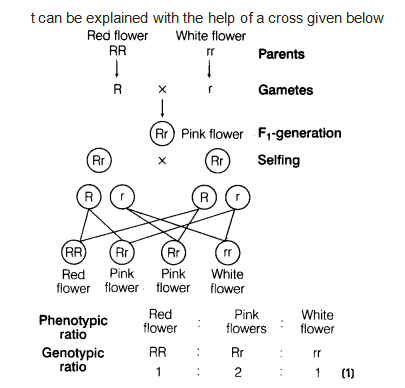 t can be explained with the help of a cross given below
Red flower White flower
RR rr Parents
R × r Gametes
Rr Pink flower F₁-generation
Rr × Rr Selfing
R r R r
RR Rr Rr rr
Red Pink Pink White
flower flower flower flower
Phenotypic ratio Red flower : Pink flowers : White flower
Genotypic ratio RR : Rr : rr
1 : 2 : 1 (1)